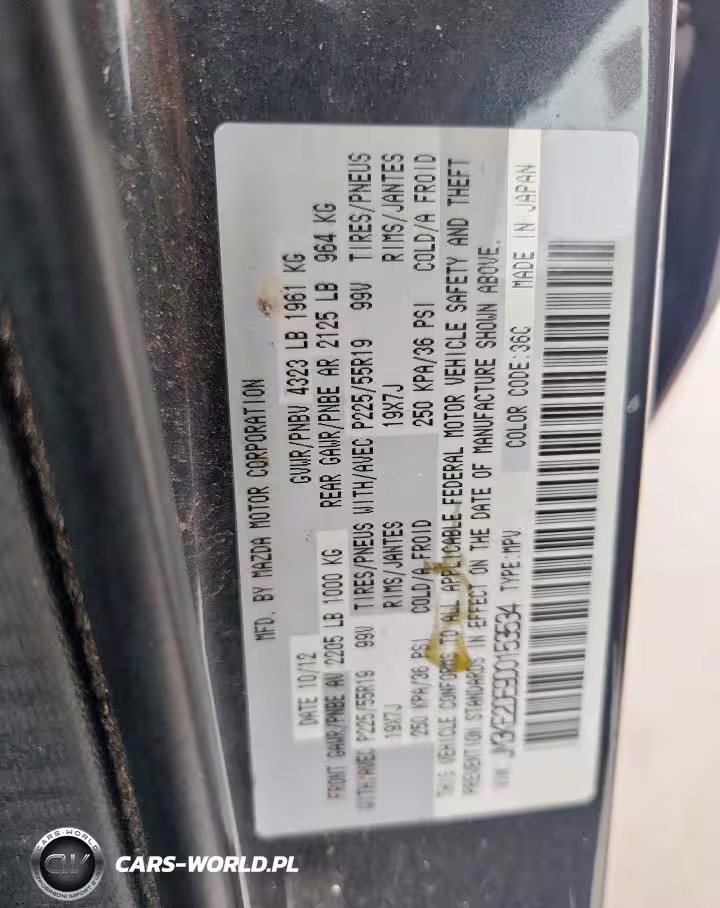 MFD. BY MAZDA MOTOR CORPORATION
DATE 10/12 GVWR/PNBV 4323 LB 1961 KG
FRONT GAWR/PNBE AV 2205 LB 1000 KG REAR GAWR/PNBE AR 2125 LB 964 KG
WITH/AVEC P225/55R19 99V TIRES/PNEUS WITH/AVEC P225/55R19 99V TIRES/PNEUS
19X7J RIMS/JANTES 19X7J RIMS/JANTES
250 KPA/36 PSI COLD/A FROID 250 KPA/36 PSI COLD/A FROID
THIS VEHICLE CONFORMS TO ALL APPLICABLE FEDERAL MOTOR VEHICLE SAFETY AND THEFT
PREVENTION STANDARDS IN EFFECT ON THE DATE OF MANUFACTURE SHOWN ABOVE.
TYPE:MPV COLOR CODE:36C MADE IN JAPAN
CARS-WORLD
CW
CARS-WORLD.PL